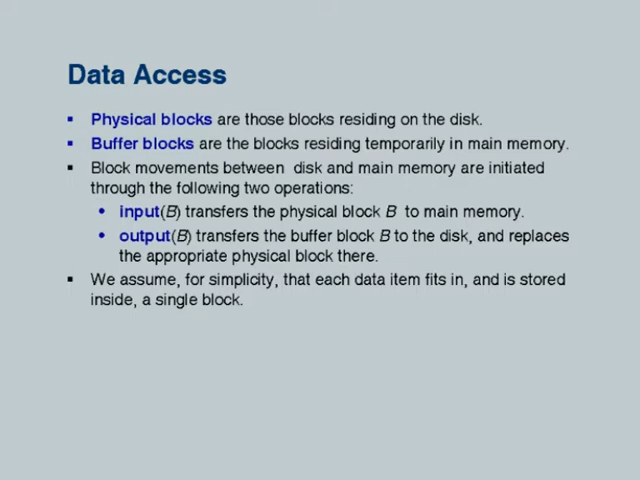 Data Access
▪ Physical blocks are those blocks residing on the disk.
▪ Buffer blocks are the blocks residing temporarily in main memory.
▪ Block movements between disk and main memory are initiated
through the following two operations:
• input(B) transfers the physical block B to main memory.
• output(B) transfers the buffer block B to the disk, and replaces
the appropriate physical block there.
▪ We assume, for simplicity, that each data item fits in, and is stored
inside, a single block.